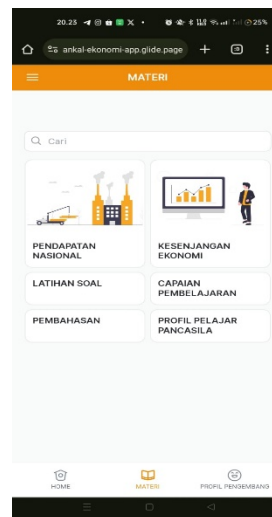 20.23
25%
ankal-ekonomi-app.glide.page
MATERI
Cari
PENDAPATAN
NASIONAL
KESENJANGAN
EKONOMI
LATIHAN SOAL
CAPAIAN
PEMBELAJARAN
PEMBAHASAN
PROFIL PELAJAR
PANCASILA
HOME
MATERI
PROFIL PENGEMBANG